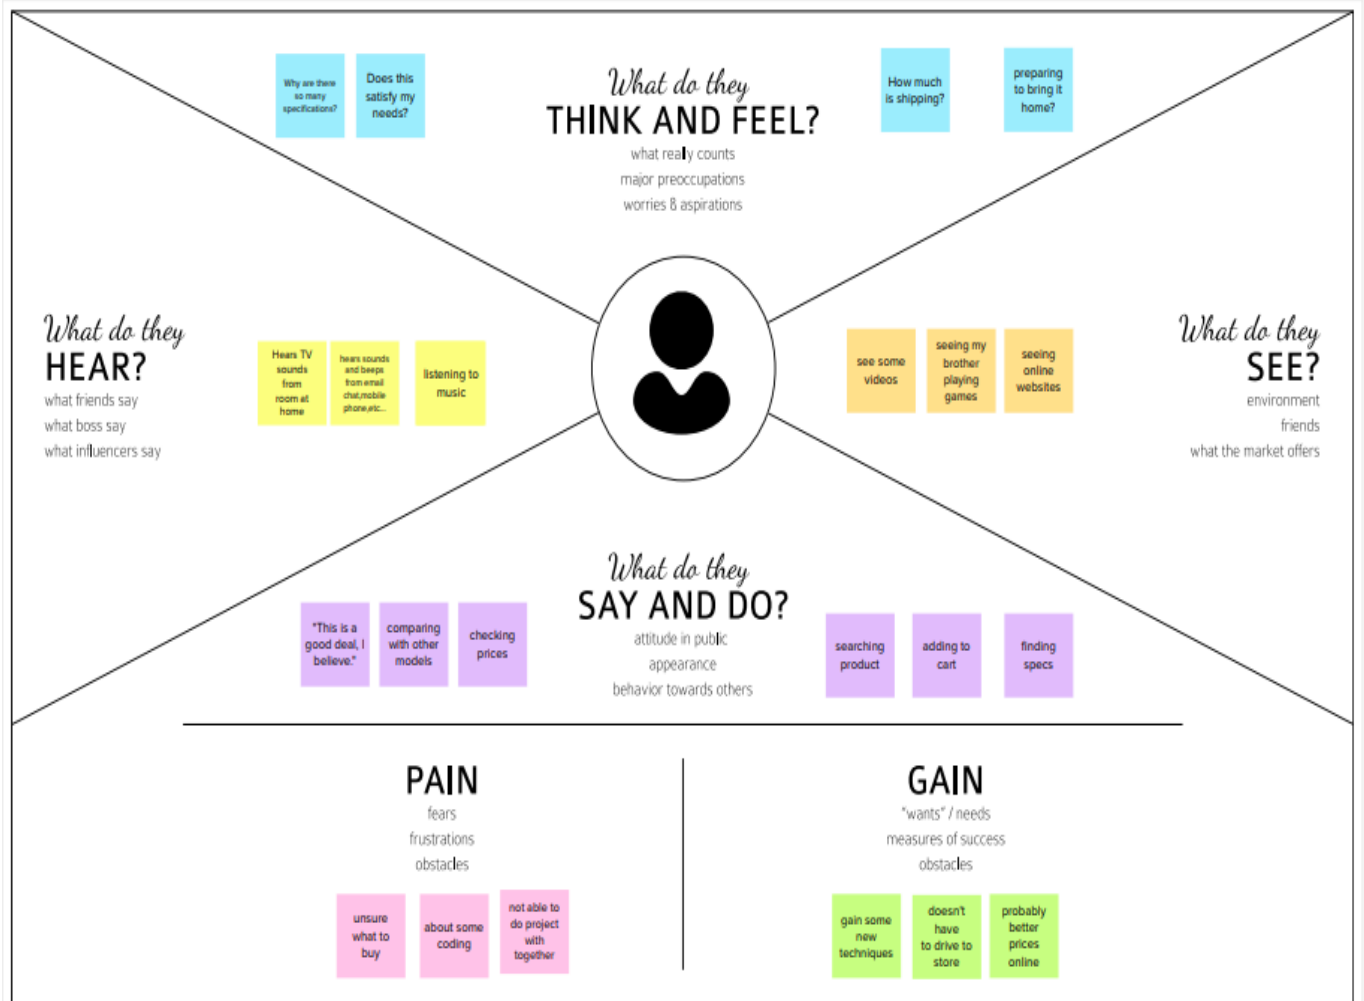 Why are there
so many
specifications?
Does this
satisfy my
needs?
What do they
THINK AND FEEL?
what really counts
major preoccupations
worries & aspirations
How much
is shipping?
preparing
to bring it
home?
What do they
HEAR?
what friends say
what boss say
what influencers say
Hears TV
sounds
from
room at
home
hears sounds
and beeps
from email
chat,mobile
phone,etc...
listening to
music
see some
videos
seeing my
brother
playing
games
seeing
online
websites
What do they
SEE?
environment
friends
what the market offers
What do they
SAY AND DO?
attitude in public
appearance
behavior towards others
"This is a
good deal, I
believe."
comparing
with other
models
checking
prices
searching
product
adding to
cart
finding
specs
PAIN
fears
frustrations
obstacles
unsure
what to
buy
about some
coding
not able to
do project
with
together
GAIN
"wants" / needs
measures of success
obstacles
gain some
new
techniques
doesn't
have
to drive to
store
probably
better
prices
online